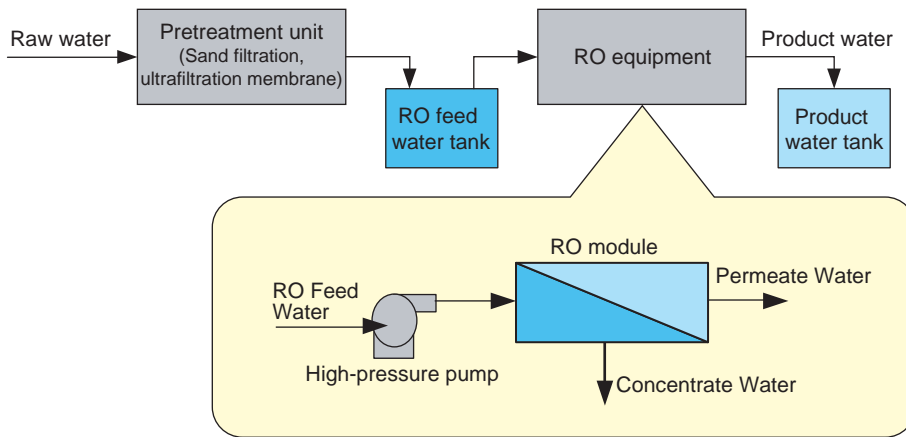 Raw water
Pretreatment unit
(Sand filtration,
ultrafiltration membrane)
RO feed
water tank
RO equipment
Product water
Product
water tank
RO module
RO Feed
Water
High-pressure pump
Permeate Water
Concentrate Water